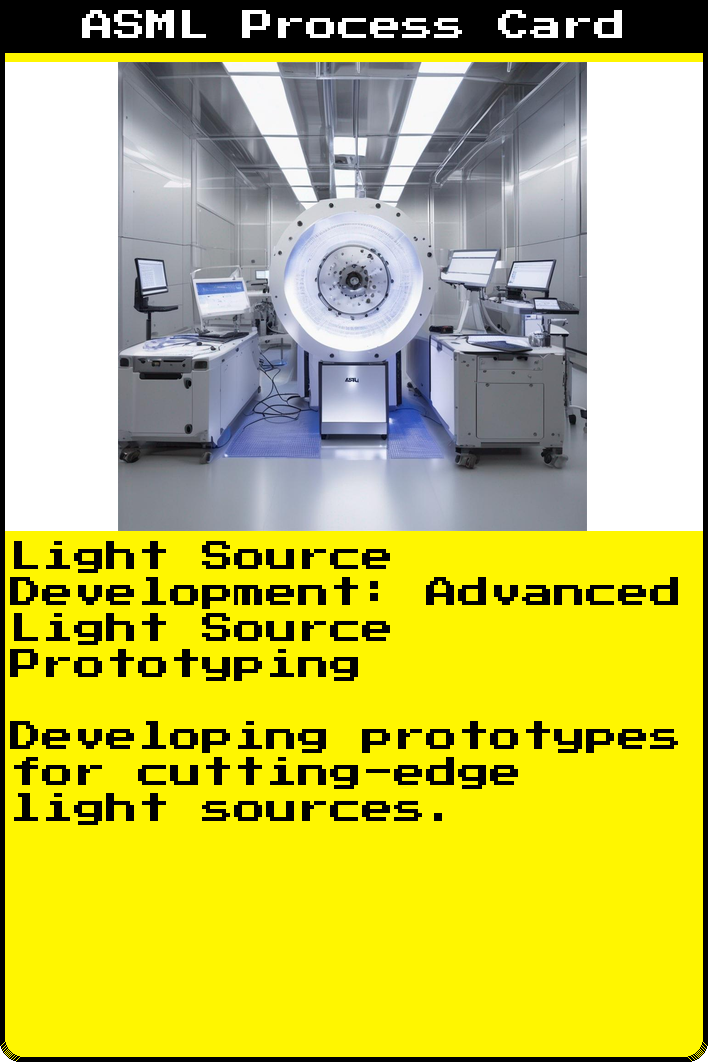 ASML Process Card
ASML
Light Source
Development: Advanced
Light Source
Prototyping
Developing prototypes
for cutting-edge
light sources.